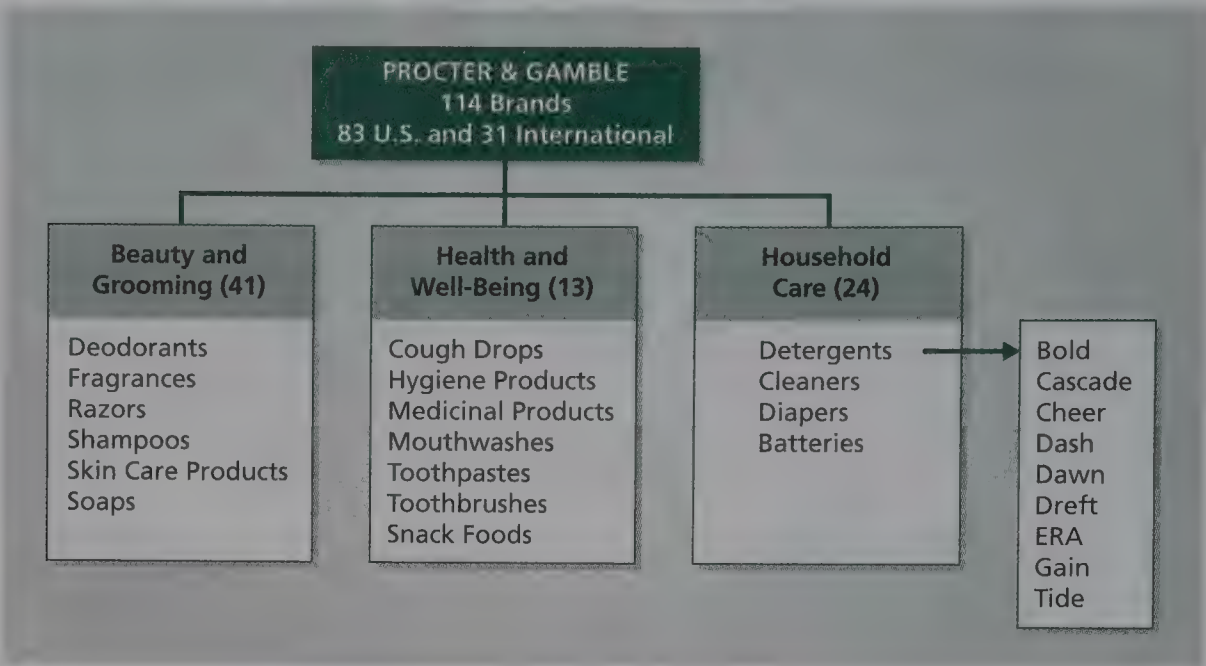 PROCTER & GAMBLE
114 Brands
83 U.S. and 31 International
Beauty and
Grooming (41)
Deodorants
Fragrances
Razors
Shampoos
Skin Care Products
Soaps
Health and
Well-Being (13)
Cough Drops
Hygiene Products
Medicinal Products
Mouthwashes
Toothpastes
Toothbrushes
Snack Foods
Household
Care (24)
Detergents
Cleaners
Diapers
Batteries
Bold
Cascade
Cheer
Dash
Dawn
Dreft
ERA
Gain
Tide